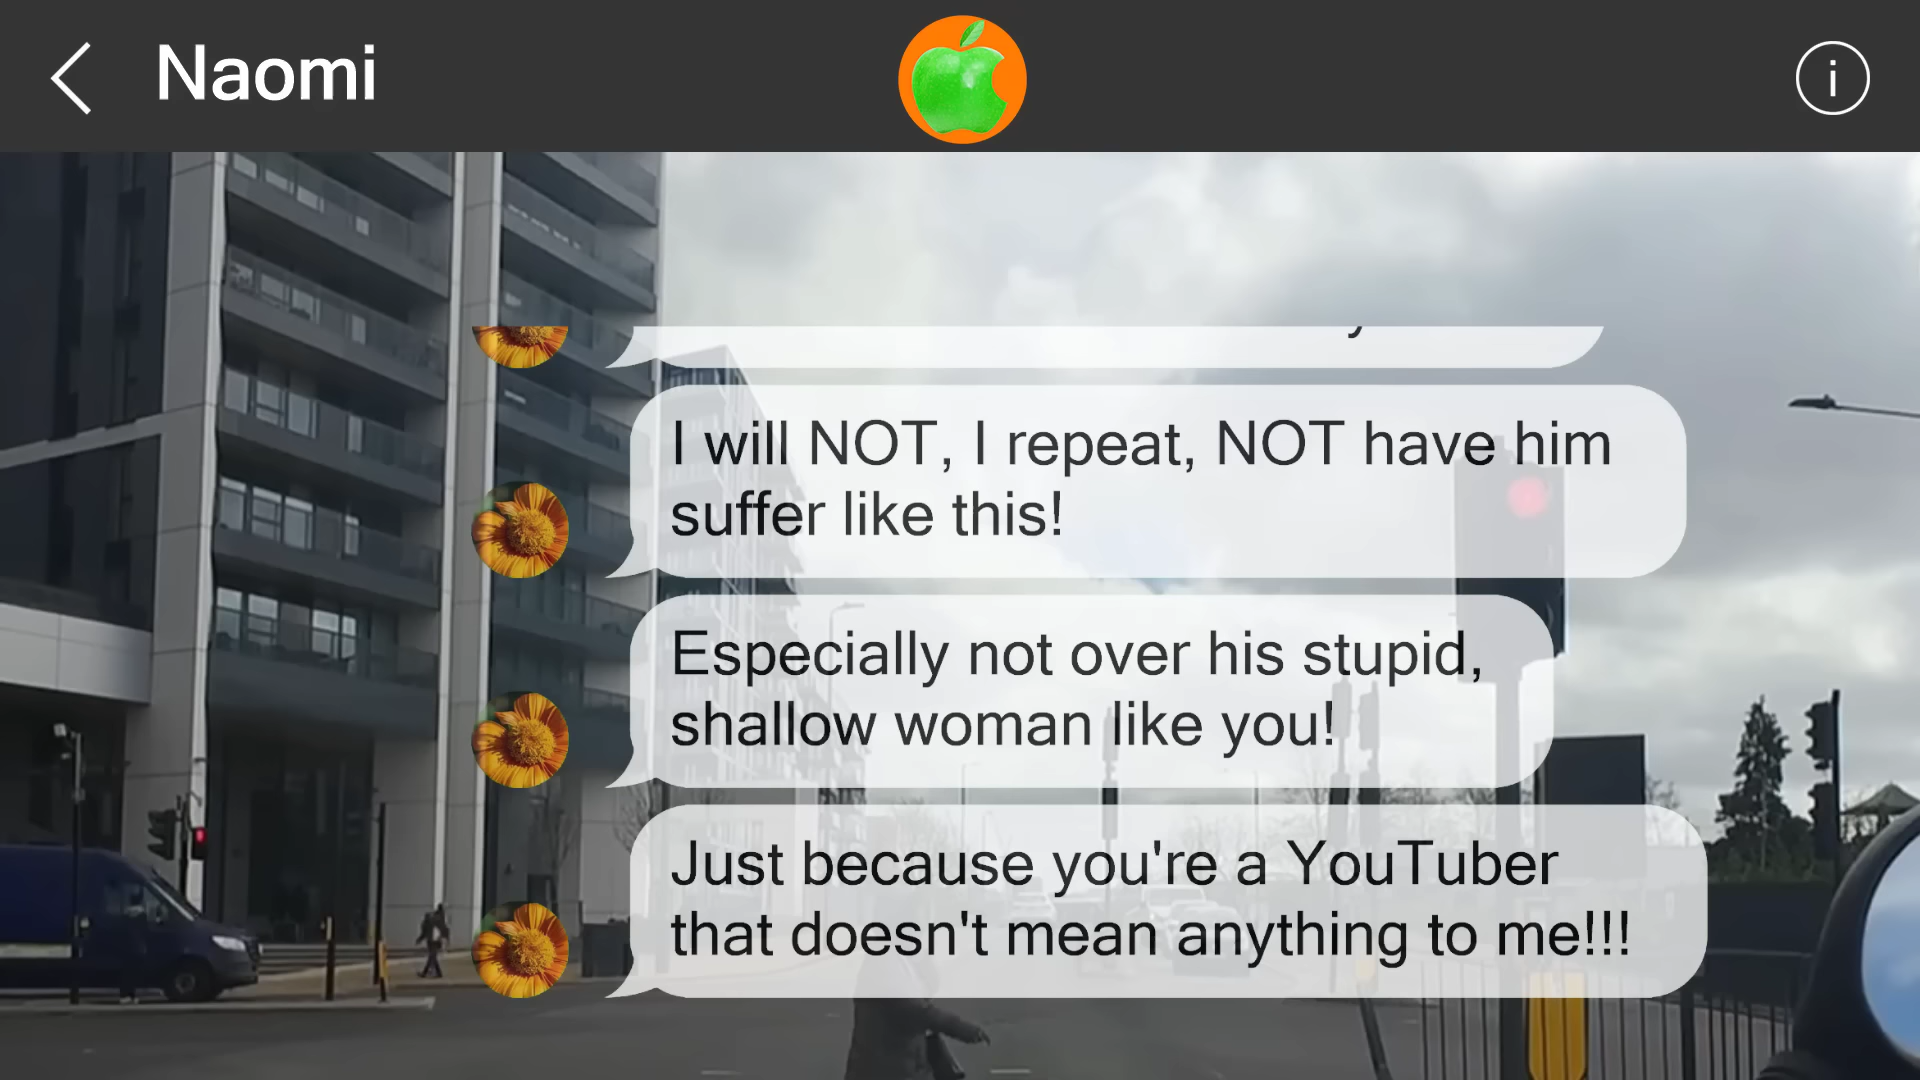 Naomi
I will NOT, I repeat, NOT have him
suffer like this!
Especially not over his stupid,
shallow woman like you!
Just because you're a YouTuber
that doesn't mean anything to me!!!